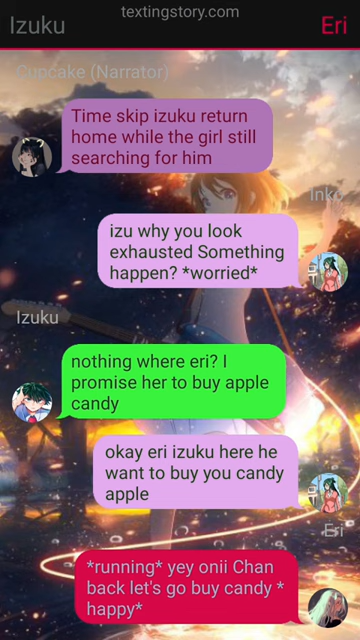 textingstory.com
Izuku
Eri
Cupcake (Narrator)
Time skip izuku return
home while the girl still
searching for him
Inko
izu why you look
exhausted Something
happen? *worried*
Izuku
nothing where eri? I
promise her to buy apple
candy
okay eri izuku here he
want to buy you candy
apple
Eri
*running* yey onii Chan
back let's go buy candy *
happy*